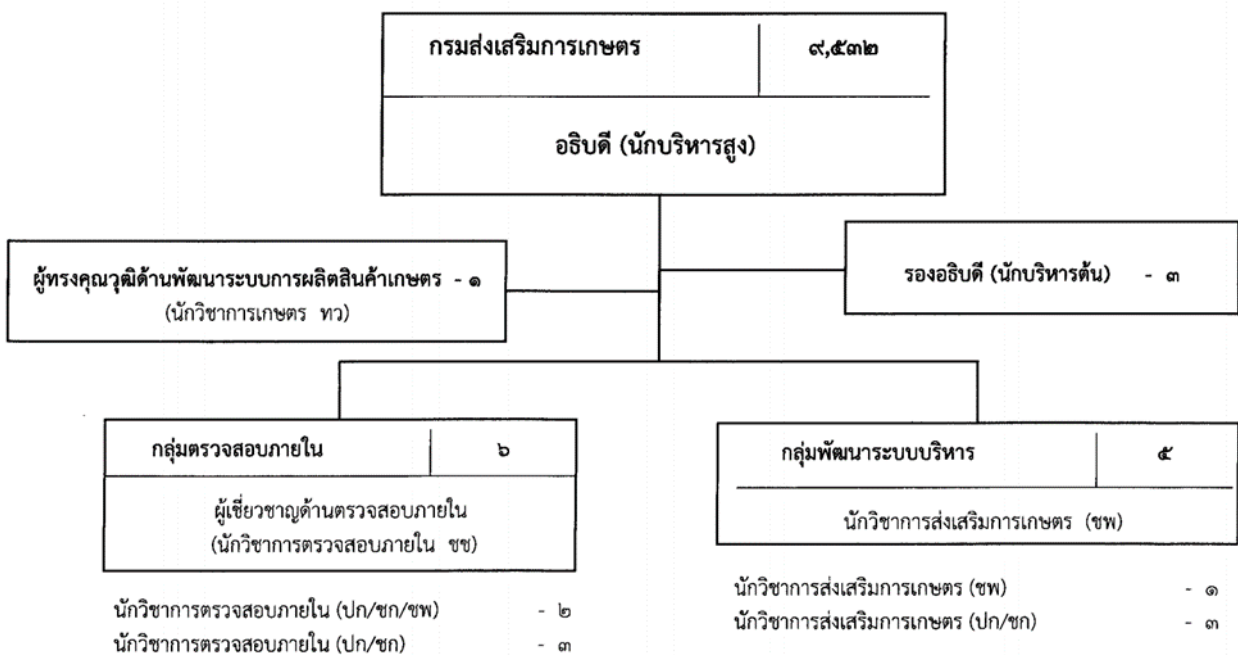 กรมส่งเสริมการเกษตร ๙,๕๓๒
อธิบดี (นักบริหารสูง)
ผู้ทรงคุณวุฒิด้านพัฒนาระบบการผลิตสินค้าเกษตร - ๑
(นักวิชาการเกษตร ทว)
รองอธิบดี (นักบริหารต้น) - ๓
กลุ่มตรวจสอบภายใน ๖
ผู้เชี่ยวชาญด้านตรวจสอบภายใน
(นักวิชาการตรวจสอบภายใน ชช)
นักวิชาการตรวจสอบภายใน (ปก/ชก/ชพ) - ๒
นักวิชาการตรวจสอบภายใน (ปก/ชก) - ๓
กลุ่มพัฒนาระบบบริหาร ๕
นักวิชาการส่งเสริมการเกษตร (ชพ)
นักวิชาการส่งเสริมการเกษตร (ชพ) - ๑
นักวิชาการส่งเสริมการเกษตร (ปก/ชก) - ๓